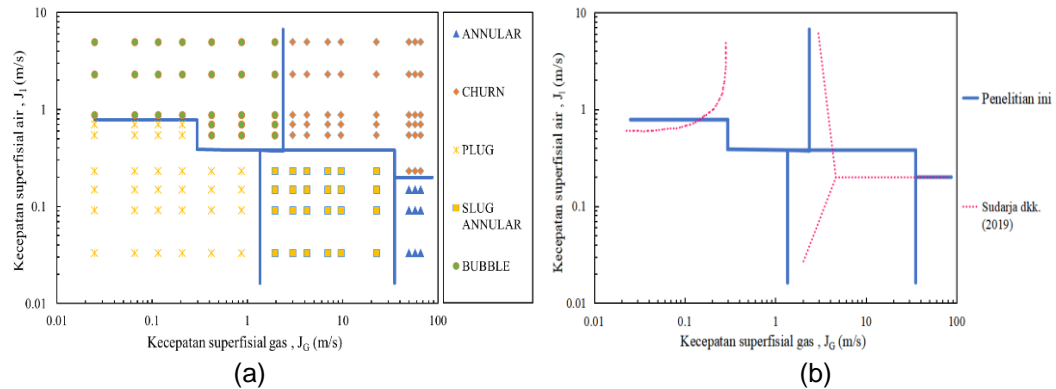 10
1
0.1
0.01
Kecepatan superfisial air , J₁ (m/s)
0.01 0.1 1 10 100
Kecepatan superfisial gas , J_G (m/s)
ANNULAR
CHURN
PLUG
SLUG
ANNULAR
BUBBLE
(a)
10
1
0.1
0.01
Kecepatan superfisial air , J₁ (m/s)
0.01 0.1 1 10 100
Kecepatan superfisial gas , J_G (m/s)
Penelitian ini
Sudarja dkk.
(2019)
(b)